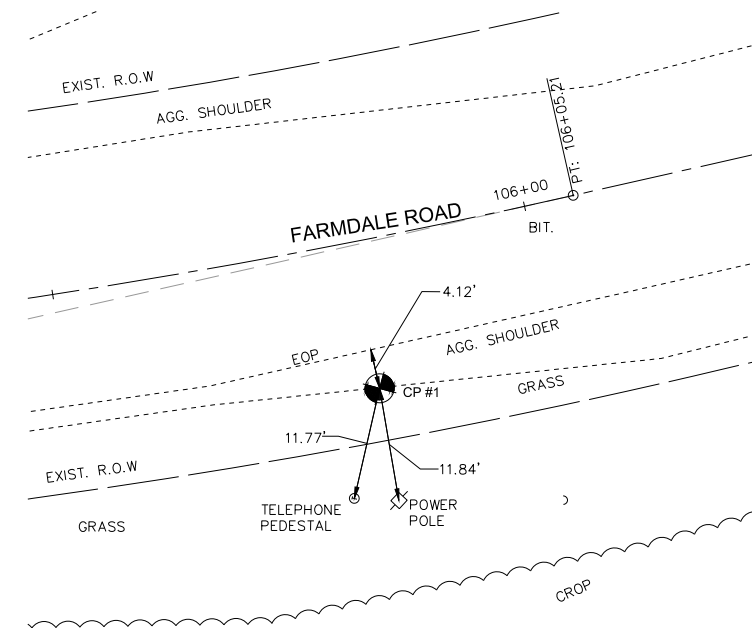 EXIST. R.O.W
AGG. SHOULDER
PT: 106+05.21
106+00
FARMDALE ROAD
BIT.
4.12'
EOP
AGG. SHOULDER
CP #1
GRASS
11.77'
11.84'
EXIST. R.O.W
TELEPHONE
PEDESTAL
POWER
POLE
GRASS
CROP